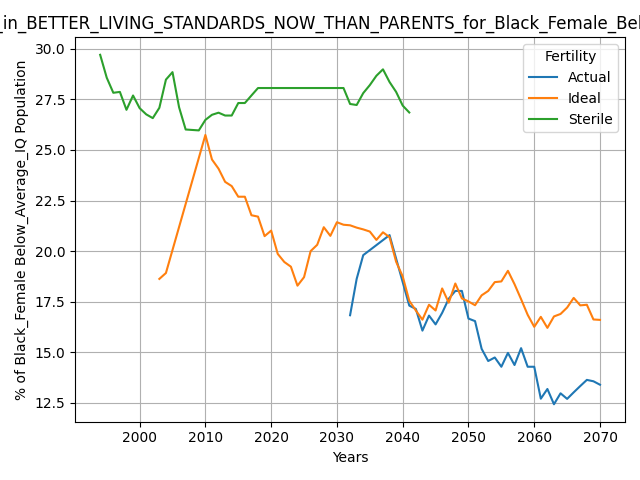 _in_BETTER_LIVING_STANDARDS_NOW_THAN_PARENTS_for_Black_Female_Bel
Fertility
Actual
Ideal
Sterile
% of Black_Female Below_Average_IQ Population
30.0
27.5
25.0
22.5
20.0
17.5
15.0
12.5
2000
2010
2020
2030
2040
2050
2060
2070
Years